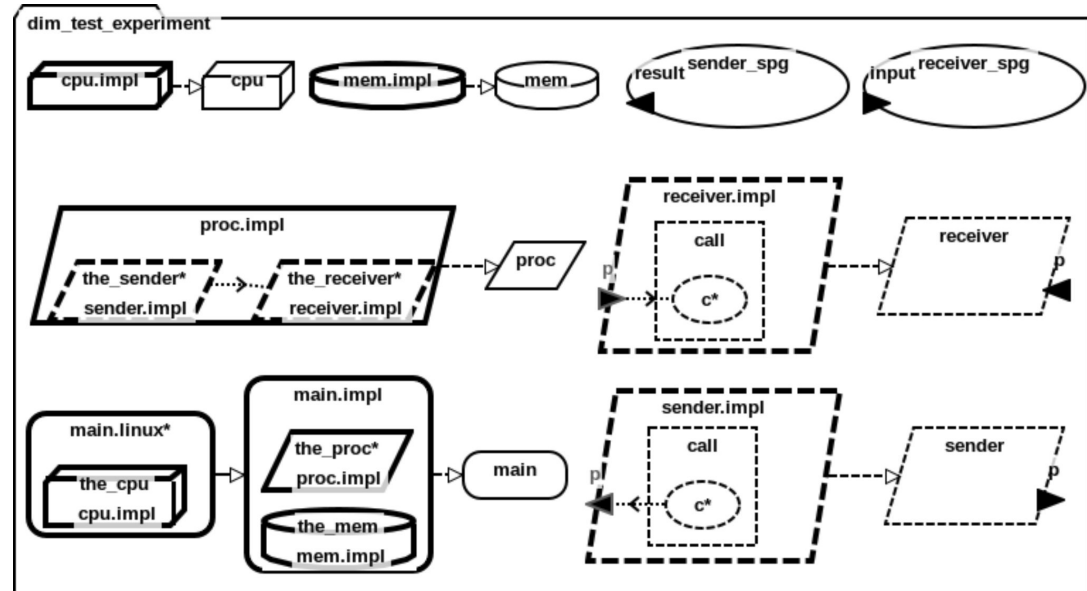 dim_test_experiment
cpu.impl
cpu
mem.impl
mem
result
sender_spg
input
receiver_spg
proc.impl
the_sender*
sender.impl
the_receiver*
receiver.impl
proc
receiver.impl
call
p
c*
receiver
p
main.linux*
the_cpu
cpu.impl
main.impl
the_proc*
proc.impl
the_mem
mem.impl
main
sender.impl
call
p
c*
sender
p